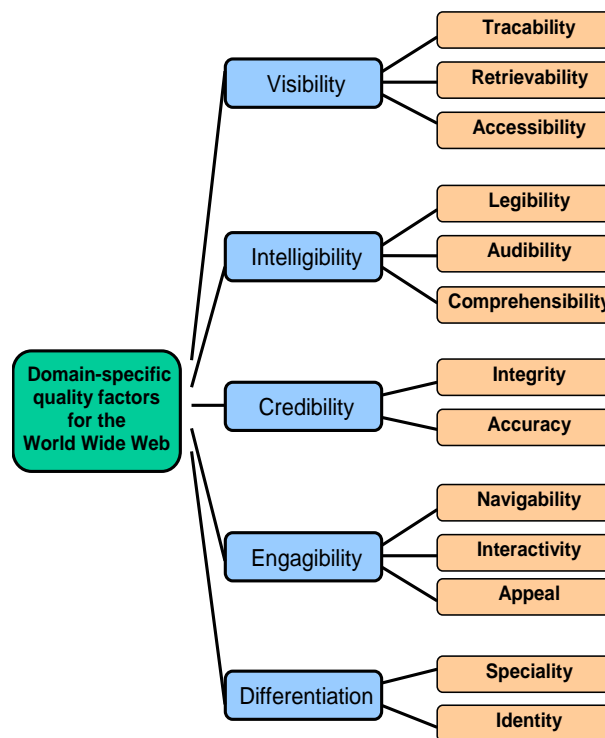 Domain-specific
quality factors
for the
World Wide Web
Visibility
Tracability
Retrievability
Accessibility
Intelligibility
Legibility
Audibility
Comprehensibility
Credibility
Integrity
Accuracy
Engagibility
Navigability
Interactivity
Appeal
Differentiation
Speciality
Identity